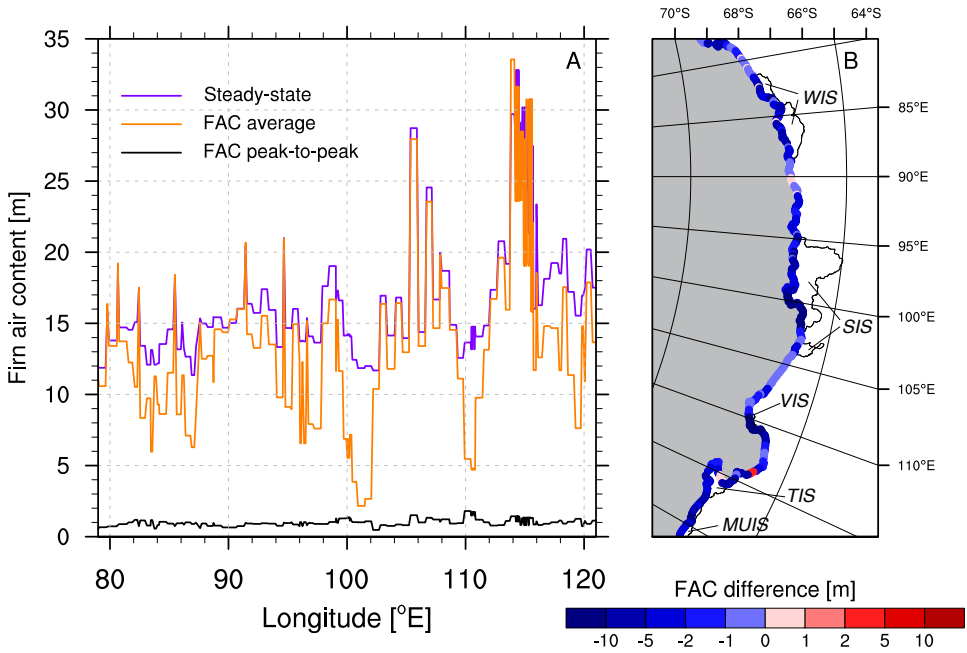 70°S 68°S 66°S 64°S
A
B
35
30
25
20
15
10
5
0
Firn air content [m]
Steady-state
FAC average
FAC peak-to-peak
80 90 100 110 120
Longitude [°E]
WIS
SIS
VIS
TIS
MUIS
85°E
90°E
95°E
100°E
105°E
110°E
FAC difference [m]
-10 -5 -2 -1 0 1 2 5 10